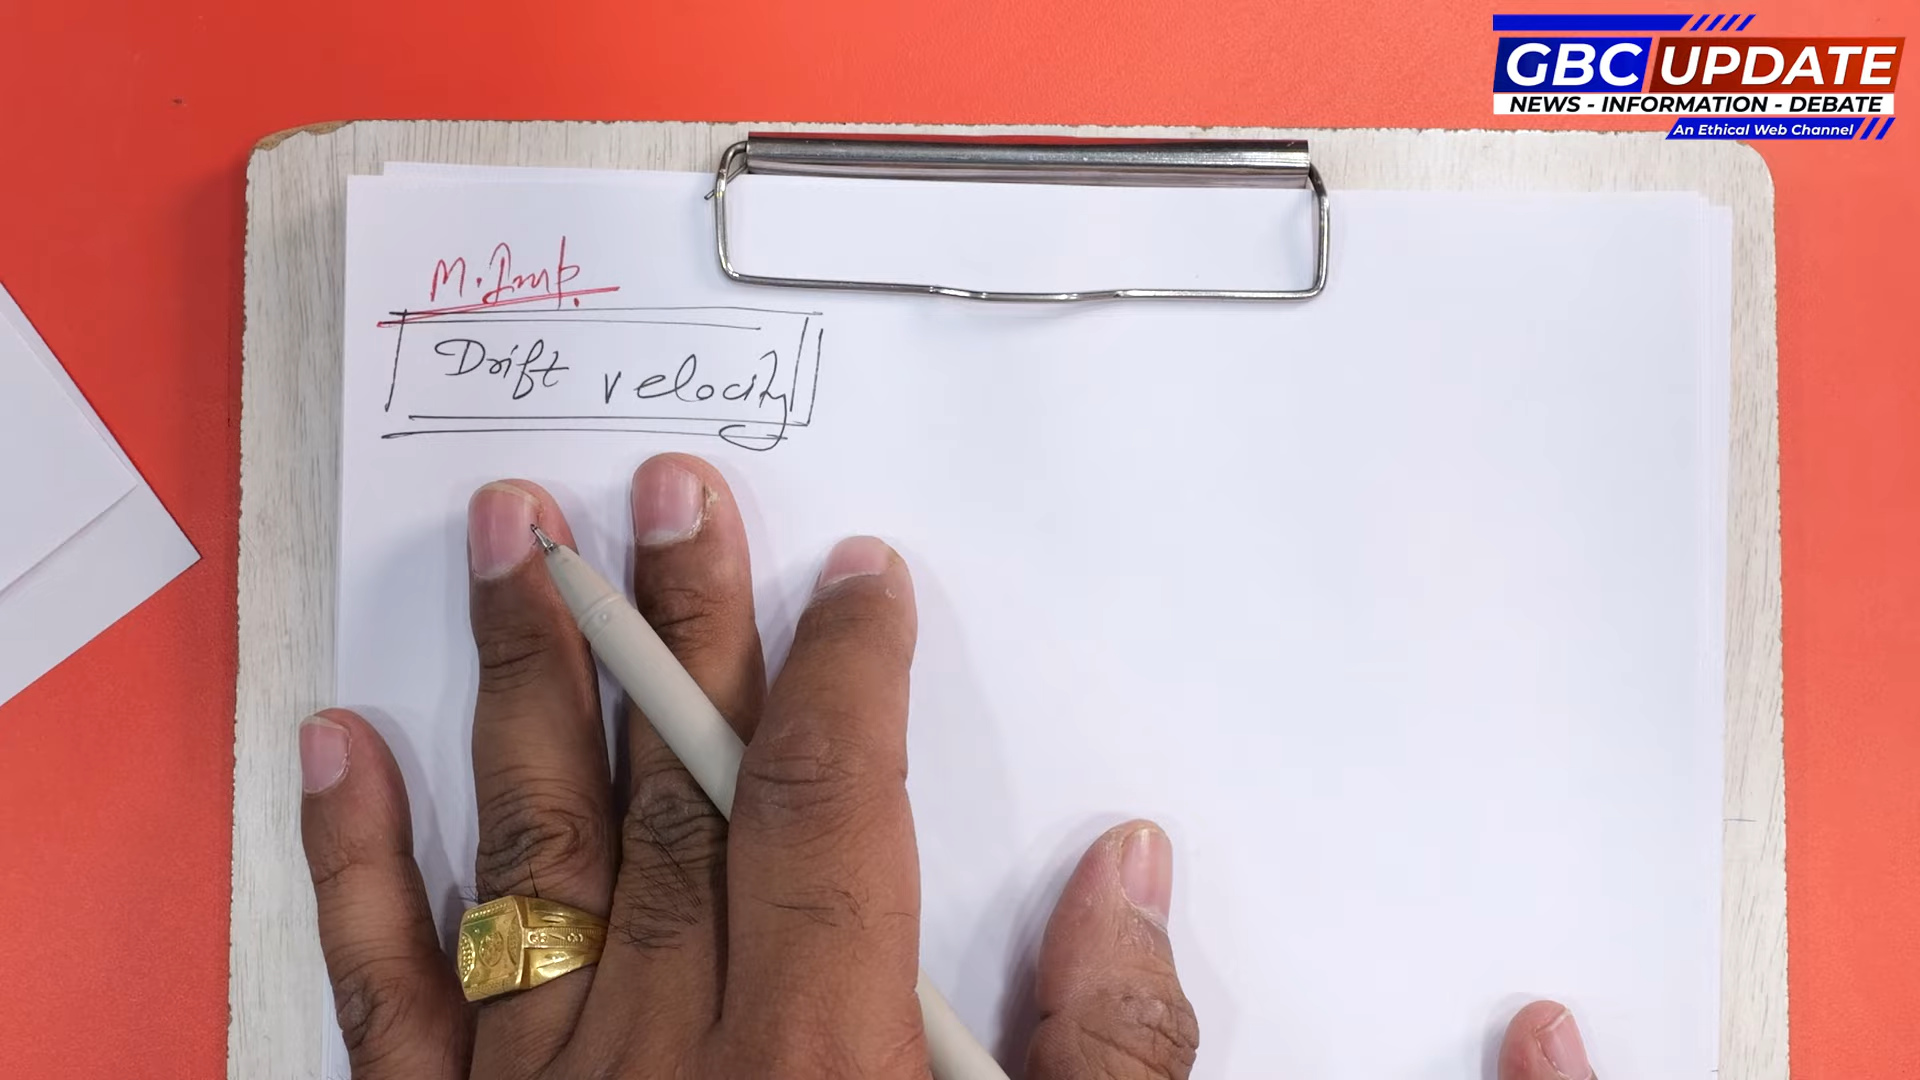 GBC UPDATE
NEWS - INFORMATION - DEBATE
An Ethical Web Channel
M. Imp.
Drift velocity